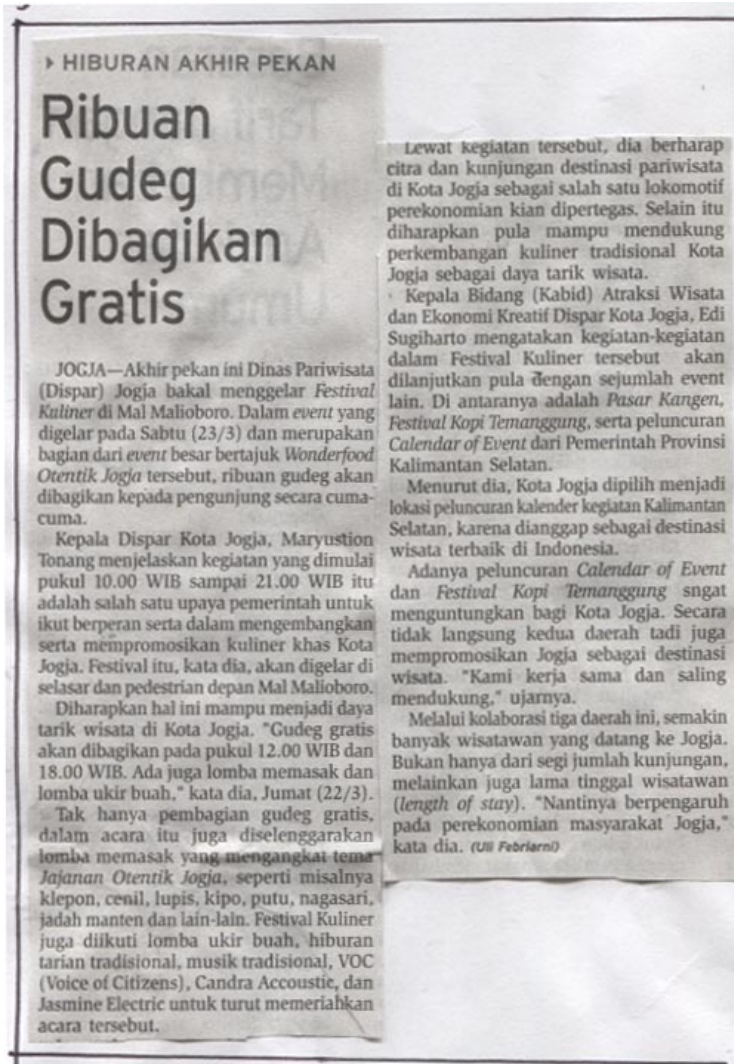 HIBURAN AKHIR PEKAN
Ribuan
Gudeg
Dibagikan
Gratis
JOGJA—Akhir pekan ini Dinas Pariwisata
(Dispar) Jogja bakal menggelar Festival
Kuliner di Mal Malioboro. Dalam event yang
digelar pada Sabtu (23/3) dan merupakan
bagian dari event besar bertajuk Wonderfood
Otentik Jogja tersebut, ribuan gudeg akan
dibagikan kepada pengunjung secara cuma-
cuma.
Kepala Dispar Kota Jogja, Maryustion
Tonang menjelaskan kegiatan yang dimulai
pukul 10.00 WIB sampai 21.00 WIB itu
adalah salah satu upaya pemerintah untuk
ikut berperan serta dalam mengembangkan
serta mempromosikan kuliner khas Kota
Jogja. Festival itu, kata dia, akan digelar di
selasar dan pedestrian depan Mal Malioboro.
Diharapkan hal ini mampu menjadi daya
tarik wisata di Kota Jogja. "Gudeg gratis
akan dibagikan pada pukul 12.00 WIB dan
18.00 WIB. Ada juga lomba memasak dan
lomba ukir buah," kata dia, Jumat (22/3).
Tak hanya pembagian gudeg gratis,
dalam acara itu juga diselenggarakan
lomba memasak yang mengangkat tema
Jajanan Otentik Jogja, seperti misalnya
klepon, cenil, lupis, kipo, putu, nagasari,
jadah manten dan lain-lain. Festival Kuliner
juga diikuti lomba ukir buah, hiburan
tarian tradisional, musik tradisional, VOC
(Voice of Citizens), Candra Accoustic, dan
Jasmine Electric untuk turut memeriahkan
acara tersebut.
Lewat kegiatan tersebut, dia berharap
citra dan kunjungan destinasi pariwisata
di Kota Jogja sebagai salah satu lokomotif
perekonomian kian dipertegas. Selain itu
diharapkan pula mampu mendukung
perkembangan kuliner tradisional Kota
Jogja sebagai daya tarik wisata.
Kepala Bidang (Kabid) Atraksi Wisata
dan Ekonomi Kreatif Dispar Kota Jogja, Edi
Sugiharto mengatakan kegiatan-kegiatan
dalam Festival Kuliner tersebut akan
dilanjutkan pula dengan sejumlah event
lain. Di antaranya adalah Pasar Kangen,
Festival Kopi Temanggung, serta peluncuran
Calendar of Event dari Pemerintah Provinsi
Kalimantan Selatan.
Menurut dia, Kota Jogja dipilih menjadi
lokasi peluncuran kalender kegiatan Kalimantan
Selatan, karena dianggap sebagai destinasi
wisata terbaik di Indonesia.
Adanya peluncuran Calendar of Event
dan Festival Kopi Temanggung sngat
menguntungkan bagi Kota Jogja. Secara
tidak langsung kedua daerah tadi juga
mempromosikan Jogja sebagai destinasi
wisata. "Kami kerja sama dan saling
mendukung," ujarnya.
Melalui kolaborasi tiga daerah ini, semakin
banyak wisatawan yang datang ke Jogja.
Bukan hanya dari segi jumlah kunjungan,
melainkan juga lama tinggal wisatawan
(length of stay). "Nantinya berpengaruh
pada perekonomian masyarakat Jogja,"
kata dia. (Uli Febriarni)